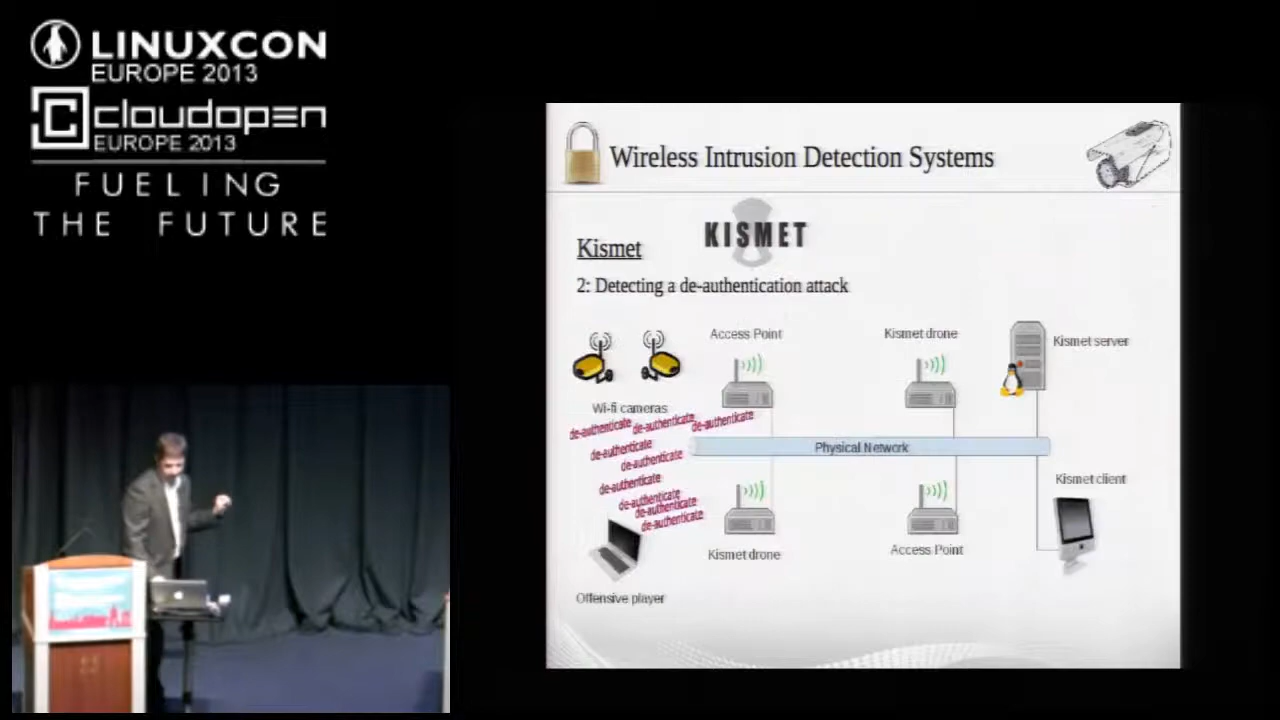 LINUXCON
EUROPE 2013
cloudopen
EUROPE 2013
FUELING
THE FUTURE
Wireless Intrusion Detection Systems
KISMET
Kismet
2: Detecting a de-authentication attack
Access Point
Kismet drone
Kismet server
Wi-fi cameras
de-authenticate
de-authenticate
de-authenticate
de-authenticate
de-authenticate
de-authenticate
de-authenticate
de-authenticate
de-authenticate
Physical Network
Kismet client
Kismet drone
Access Point
Offensive player